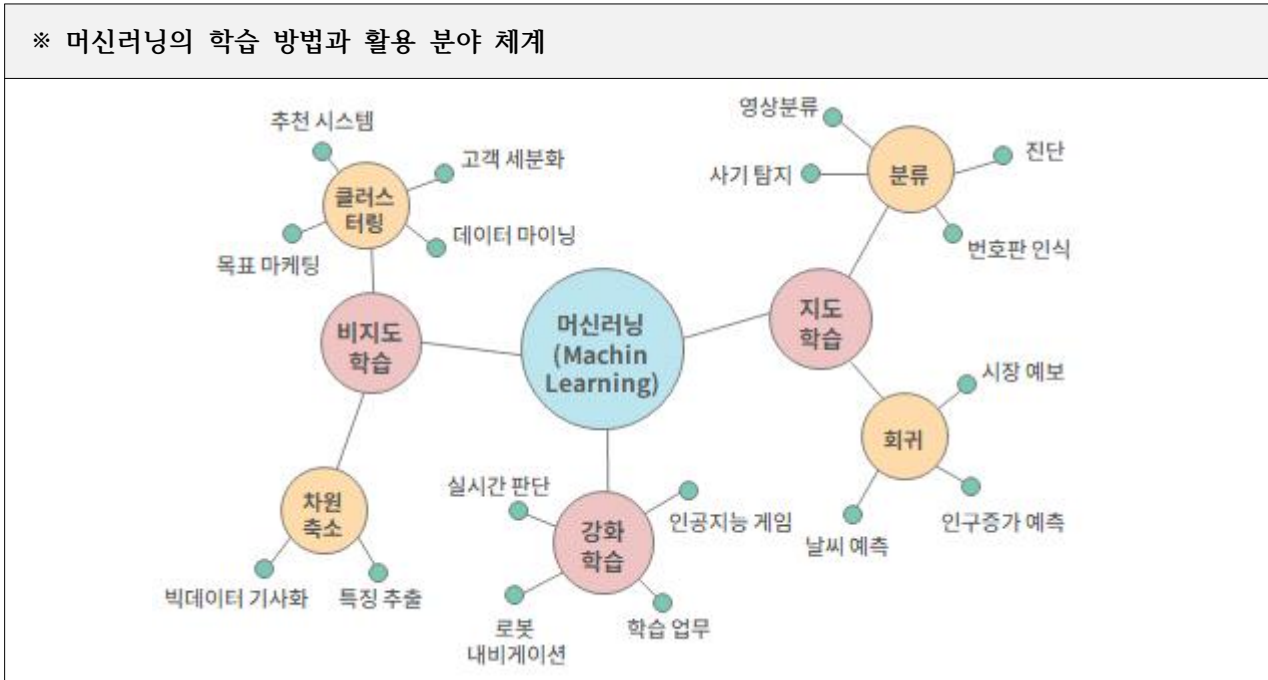 ※ 머신러닝의 학습 방법과 활용 분야 체계
추천 시스템
고객 세분화
클러스
터링
목표 마케팅
데이터 마이닝
비지도
학습
차원
축소
빅데이터 기사화
특징 추출
머신러닝
(Machin
Learning)
실시간 판단
인공지능 게임
강화
학습
로봇
내비게이션
학습 업무
영상분류
진단
사기 탐지
분류
번호판 인식
지도
학습
시장 예보
회귀
인구증가 예측
날씨 예측